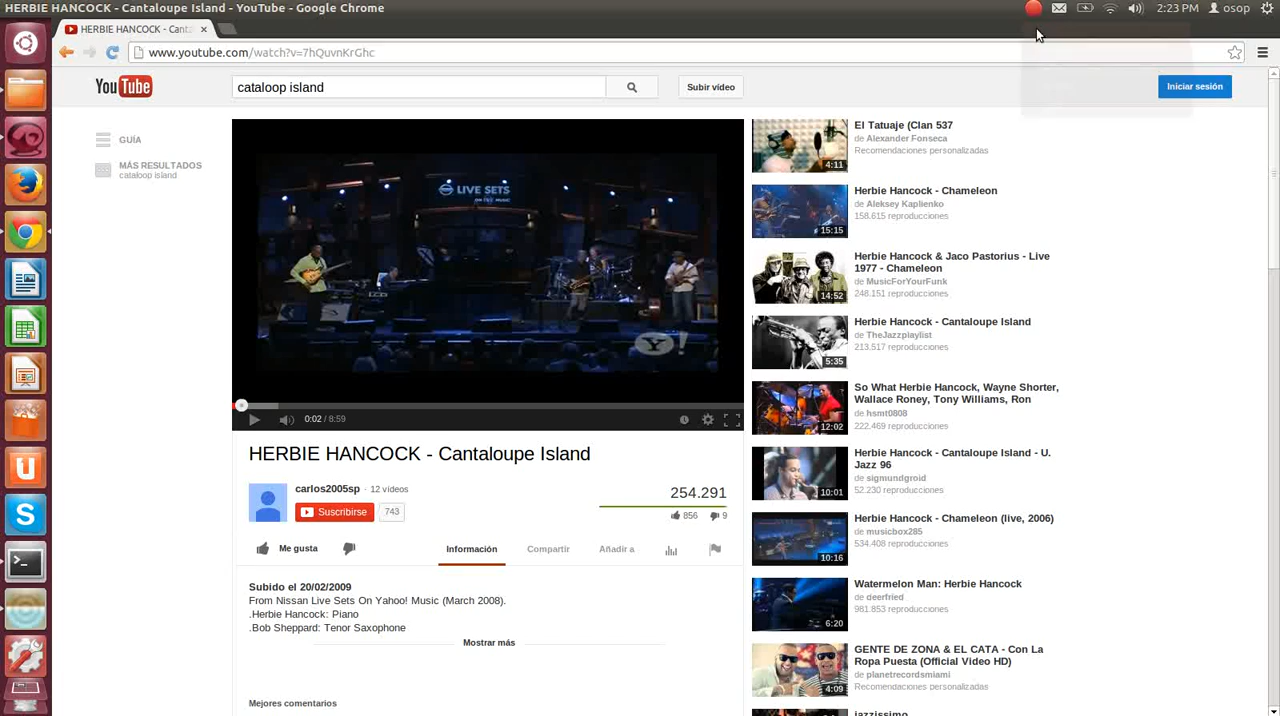 HERBIE HANCOCK - Cantaloupe
osop
HERBIE HANCOCK - Canta
www.youtube.com/watch?v=7hQuvnKrGhc
YouTube
cataloop island
Subir vídeo
Iniciar sesión
GUÍA
MÁS RESULTADOS
cataloop island
LIVE SETS
ON LIVE MUSIC
Y!
0:02 / 8:59
HERBIE HANCOCK - Cantaloupe Island
carlos2005sp · 12 vídeos
Suscribirse
743
254.291
856
9
Me gusta
Información
Compartir
Añadir a
Subido el 20/02/2009
From Nissan Live Sets On Yahoo! Music (March 2008).
.Herbie Hancock: Piano
.Bob Sheppard: Tenor Saxophone
Mostrar más
Mejores comentarios
El Tatuaje (Clan 537
de Alexander Fonseca
Recomendaciones personalizadas
4:11
Herbie Hancock - Chameleon
de Aleksey Kaplienko
158.615 reproducciones
15:15
Herbie Hancock & Jaco Pastorius - Live
1977 - Chameleon
de MusicForYourFunk
248.151 reproducciones
14:52
Herbie Hancock - Cantaloupe Island
de TheJazzplaylist
213.517 reproducciones
5:35
So What Herbie Hancock, Wayne Shorter,
Wallace Roney, Tony Williams, Ron
de hsmt0808
222.469 reproducciones
12:02
Herbie Hancock - Cantaloupe Island - U.
Jazz 96
de sigmundgroid
52.230 reproducciones
10:01
Herbie Hancock - Chameleon (live, 2006)
de musicbox285
534.408 reproducciones
10:16
Watermelon Man: Herbie Hancock
de deerfried
981.853 reproducciones
6:20
GENTE DE ZONA & EL CATA - Con La
Ropa Puesta (Official Video HD)
de planetrecordsmiami
Recomendaciones personalizadas
4:09
jazzissimo